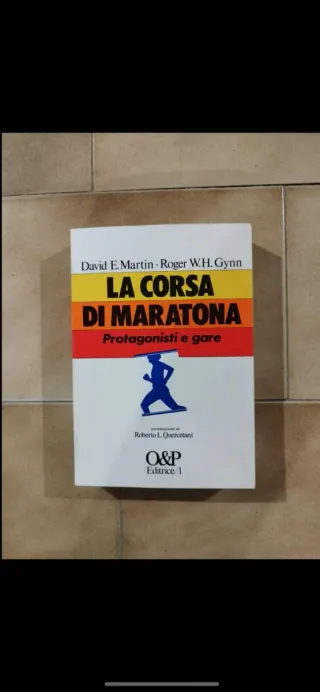 David E. Martin · Roger W.H. Gynn
LA CORSA
DI MARATONA
Protagonisti e gare
presentazione di
Roberto L. Quercetani
O&P
Editrice/1